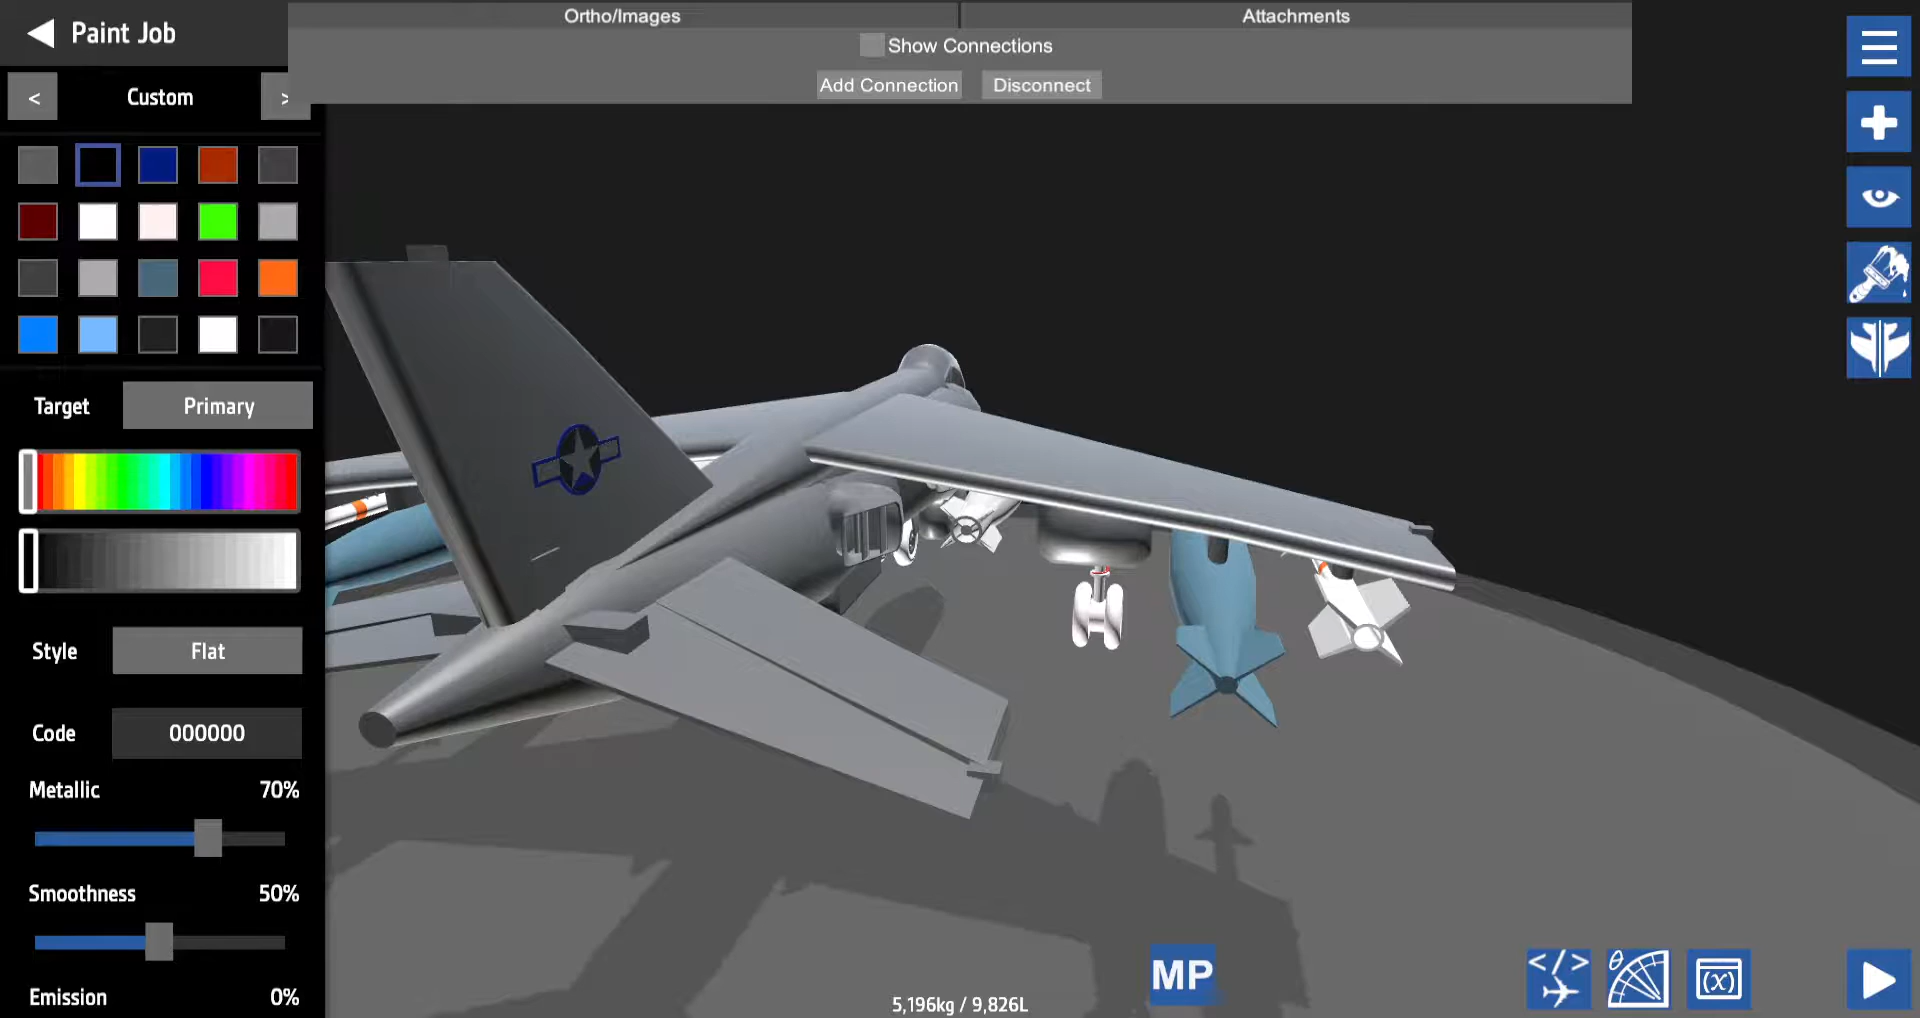 Paint Job
Ortho/Images
Attachments
Show Connections
Add Connection
Disconnect
<
Custom
>
Target
Primary
Style
Flat
Code
000000
Metallic
70%
Smoothness
50%
Emission
0%
MP
5,196kg / 9,826L
</>
θ
(x)